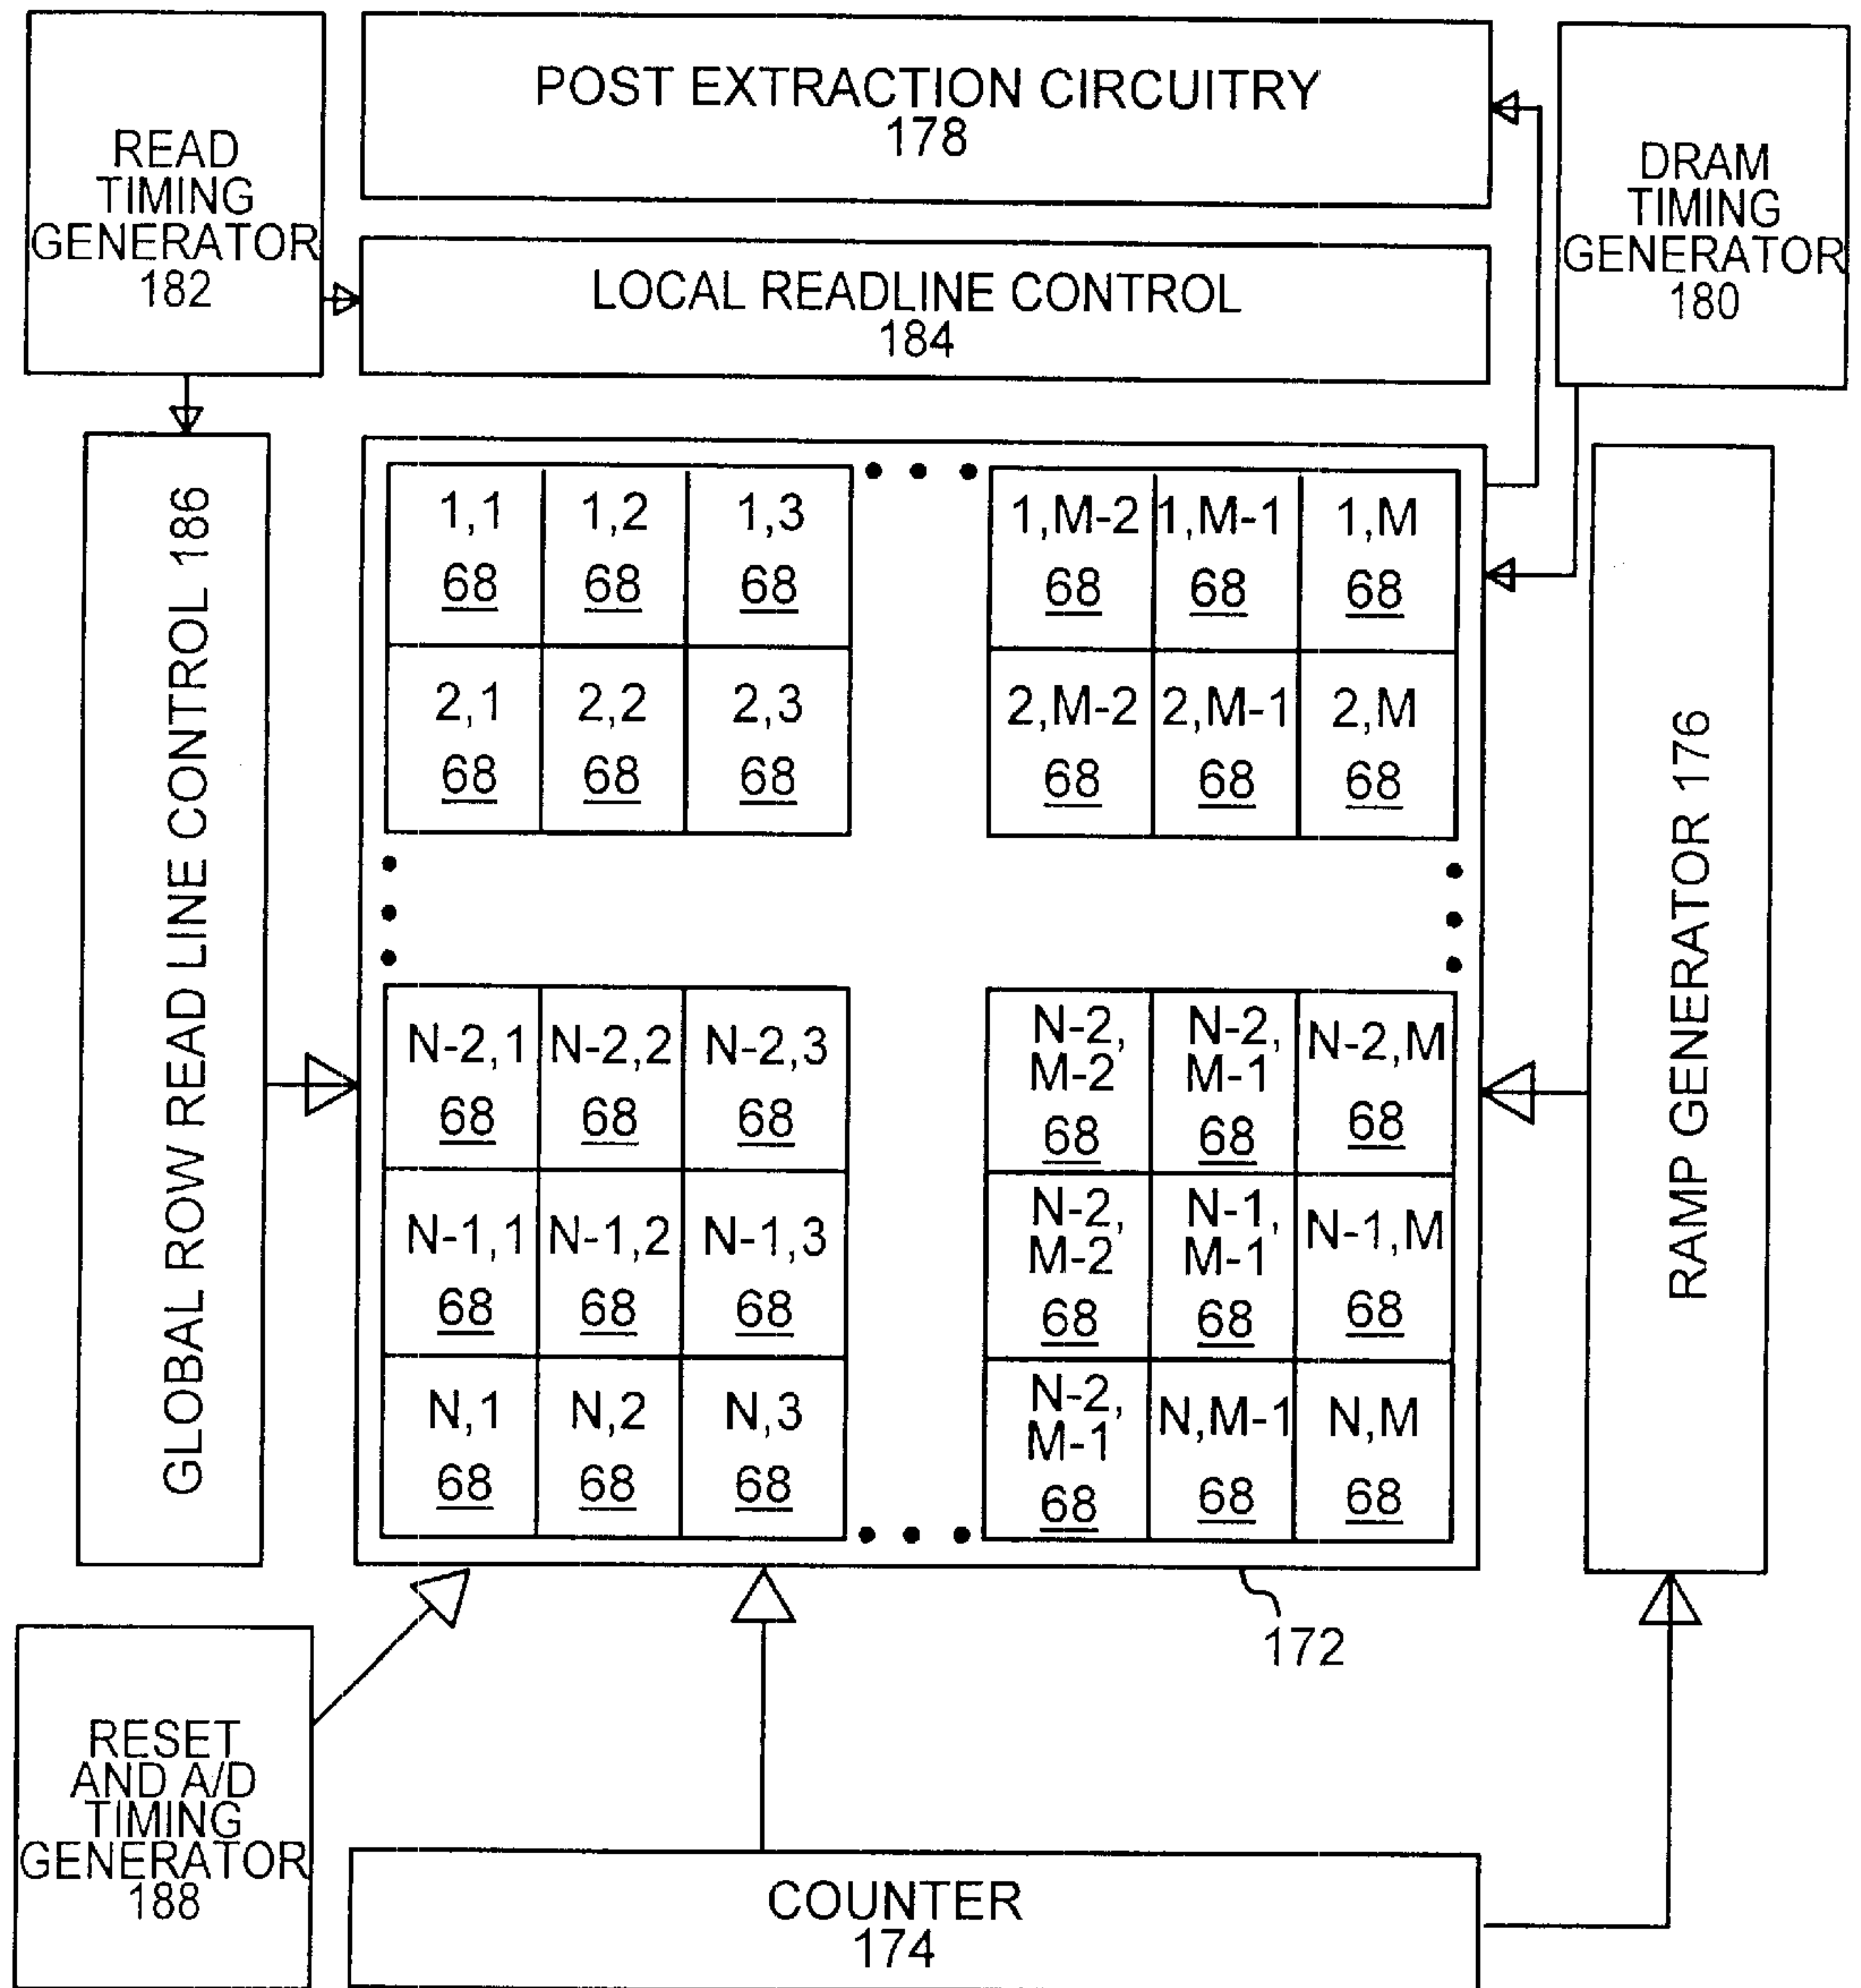 READ
TIMING
GENERATOR
182
POST EXTRACTION CIRCUITRY
178
DRAM
TIMING
GENERATOR
180
LOCAL READLINE CONTROL
184
GLOBAL ROW READ LINE CONTROL 186
1,1 1,2 1,3 • • • 1,M-2 1,M-1 1,M
68 68 68 68 68 68
2,1 2,2 2,3 2,M-2 2,M-1 2,M
68 68 68 68 68 68
N-2,1 N-2,2 N-2,3 N-2, N-2, N-2,M
M-2 M-1
68 68 68 68 68 68
N-1,1 N-1,2 N-1,3 N-2, N-1, N-1,M
M-2 M-1
68 68 68 68 68 68
N,1 N,2 N,3 N-2, N,M-1 N,M
M-1
68 68 68 68 68 68
RAMP GENERATOR 176
172
RESET
AND A/D
TIMING
GENERATOR
188
COUNTER
174